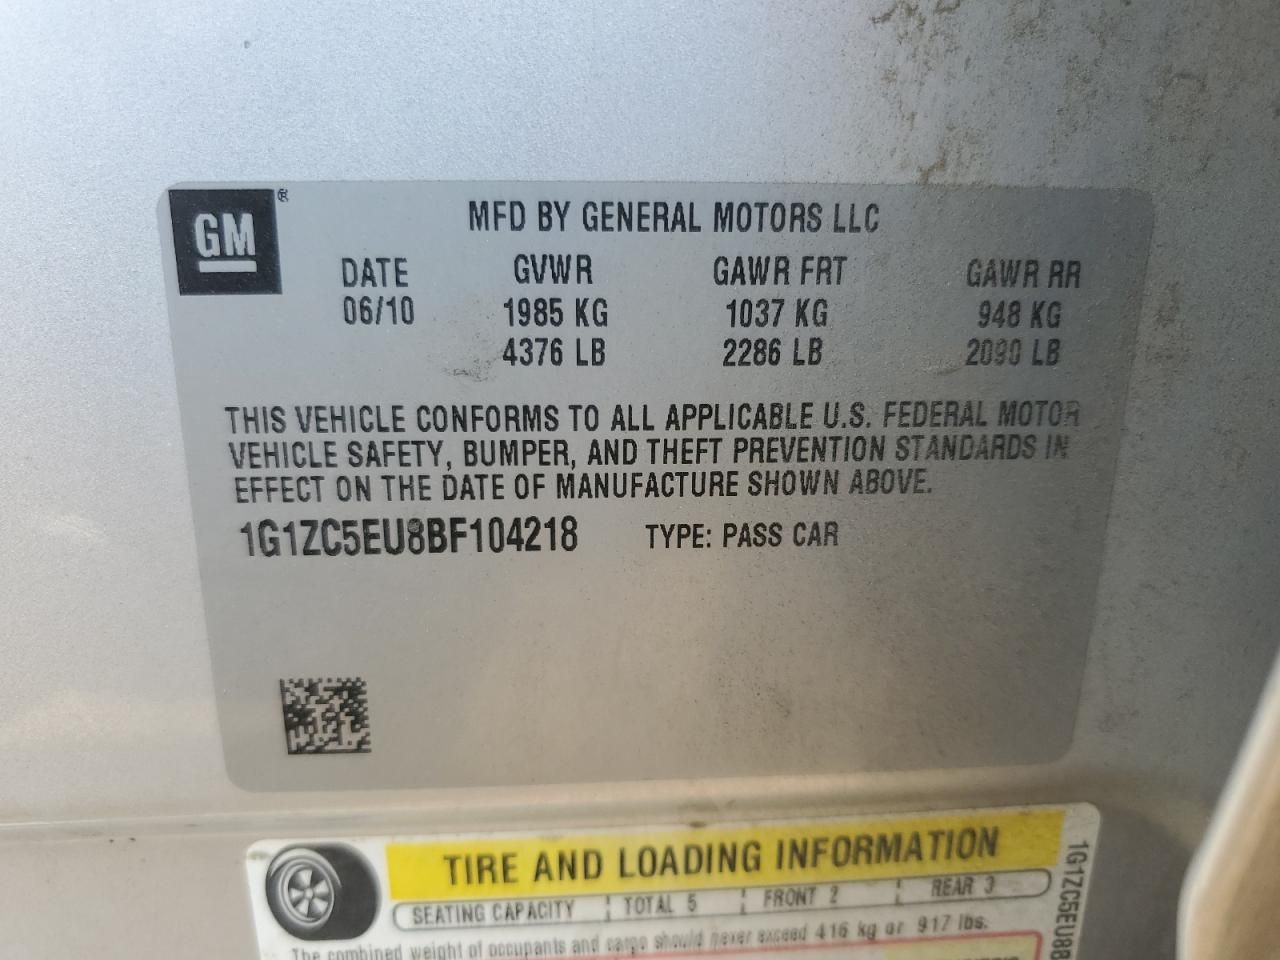 GM ®
MFD BY GENERAL MOTORS LLC
DATE GVWR GAWR FRT GAWR RR
06/10 1985 KG 1037 KG 948 KG
4376 LB 2286 LB 2090 LB
THIS VEHICLE CONFORMS TO ALL APPLICABLE U.S. FEDERAL MOTOR
VEHICLE SAFETY, BUMPER, AND THEFT PREVENTION STANDARDS IN
EFFECT ON THE DATE OF MANUFACTURE SHOWN ABOVE.
1G1ZC5EU8BF104218 TYPE: PASS CAR
TIRE AND LOADING INFORMATION
SEATING CAPACITY TOTAL 5 FRONT 2 REAR 3
The combined weight of occupants and cargo should never exceed 416 kg or 917 lbs.
1G1ZC5EU8B